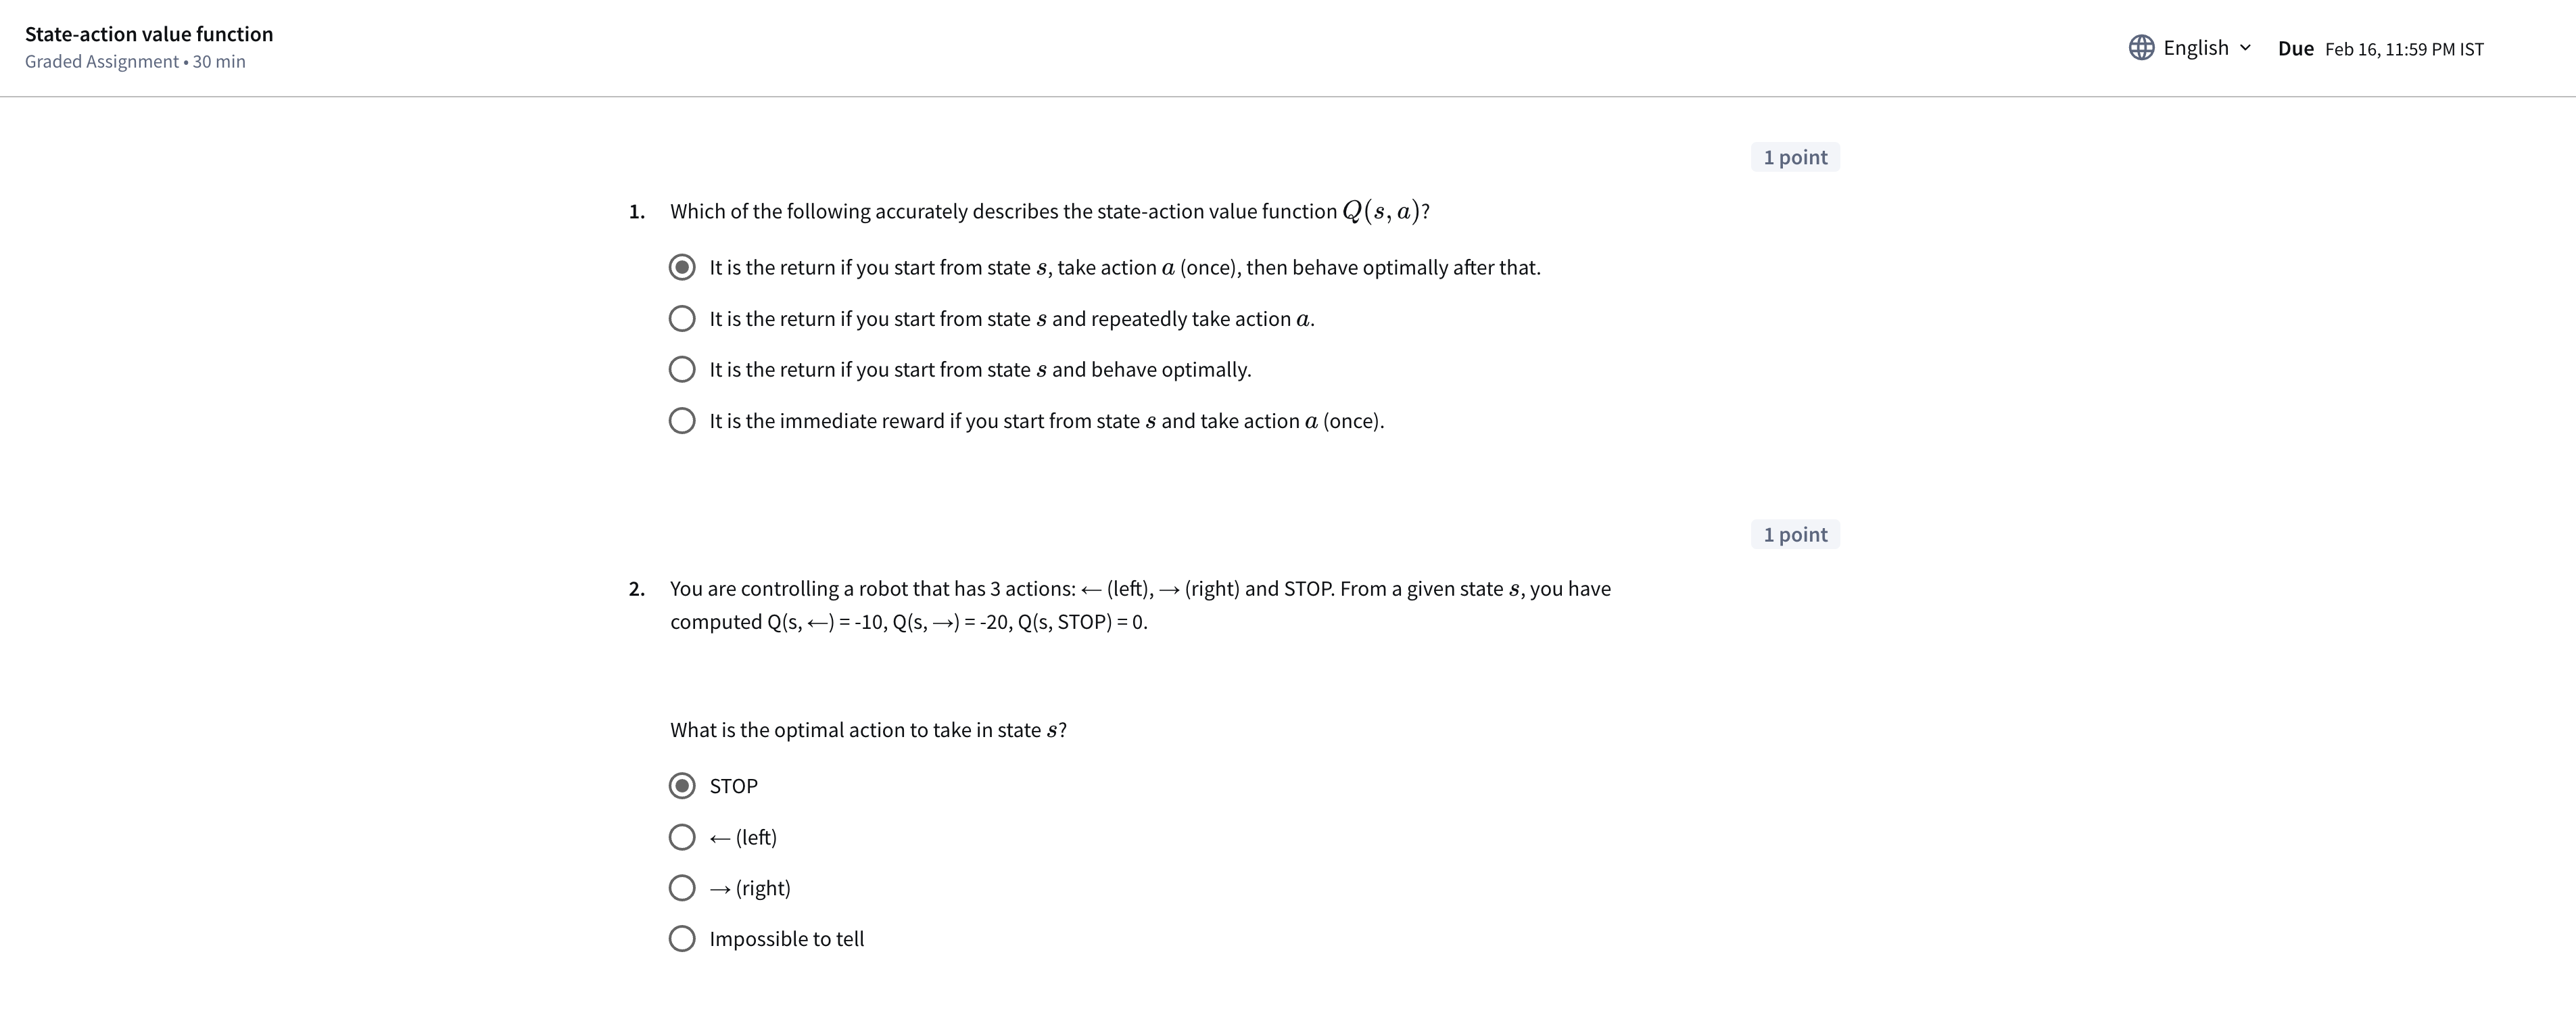 State-action value function
Graded Assignment • 30 min
English
Due Feb 16, 11:59 PM IST
1 point
1. Which of the following accurately describes the state-action value function Q(s, a)?
It is the return if you start from state s, take action a (once), then behave optimally after that.
It is the return if you start from state s and repeatedly take action a.
It is the return if you start from state s and behave optimally.
It is the immediate reward if you start from state s and take action a (once).
1 point
2. You are controlling a robot that has 3 actions: ← (left), → (right) and STOP. From a given state s, you have
computed Q(s, ←) = -10, Q(s, →) = -20, Q(s, STOP) = 0.
What is the optimal action to take in state s?
STOP
← (left)
→ (right)
Impossible to tell